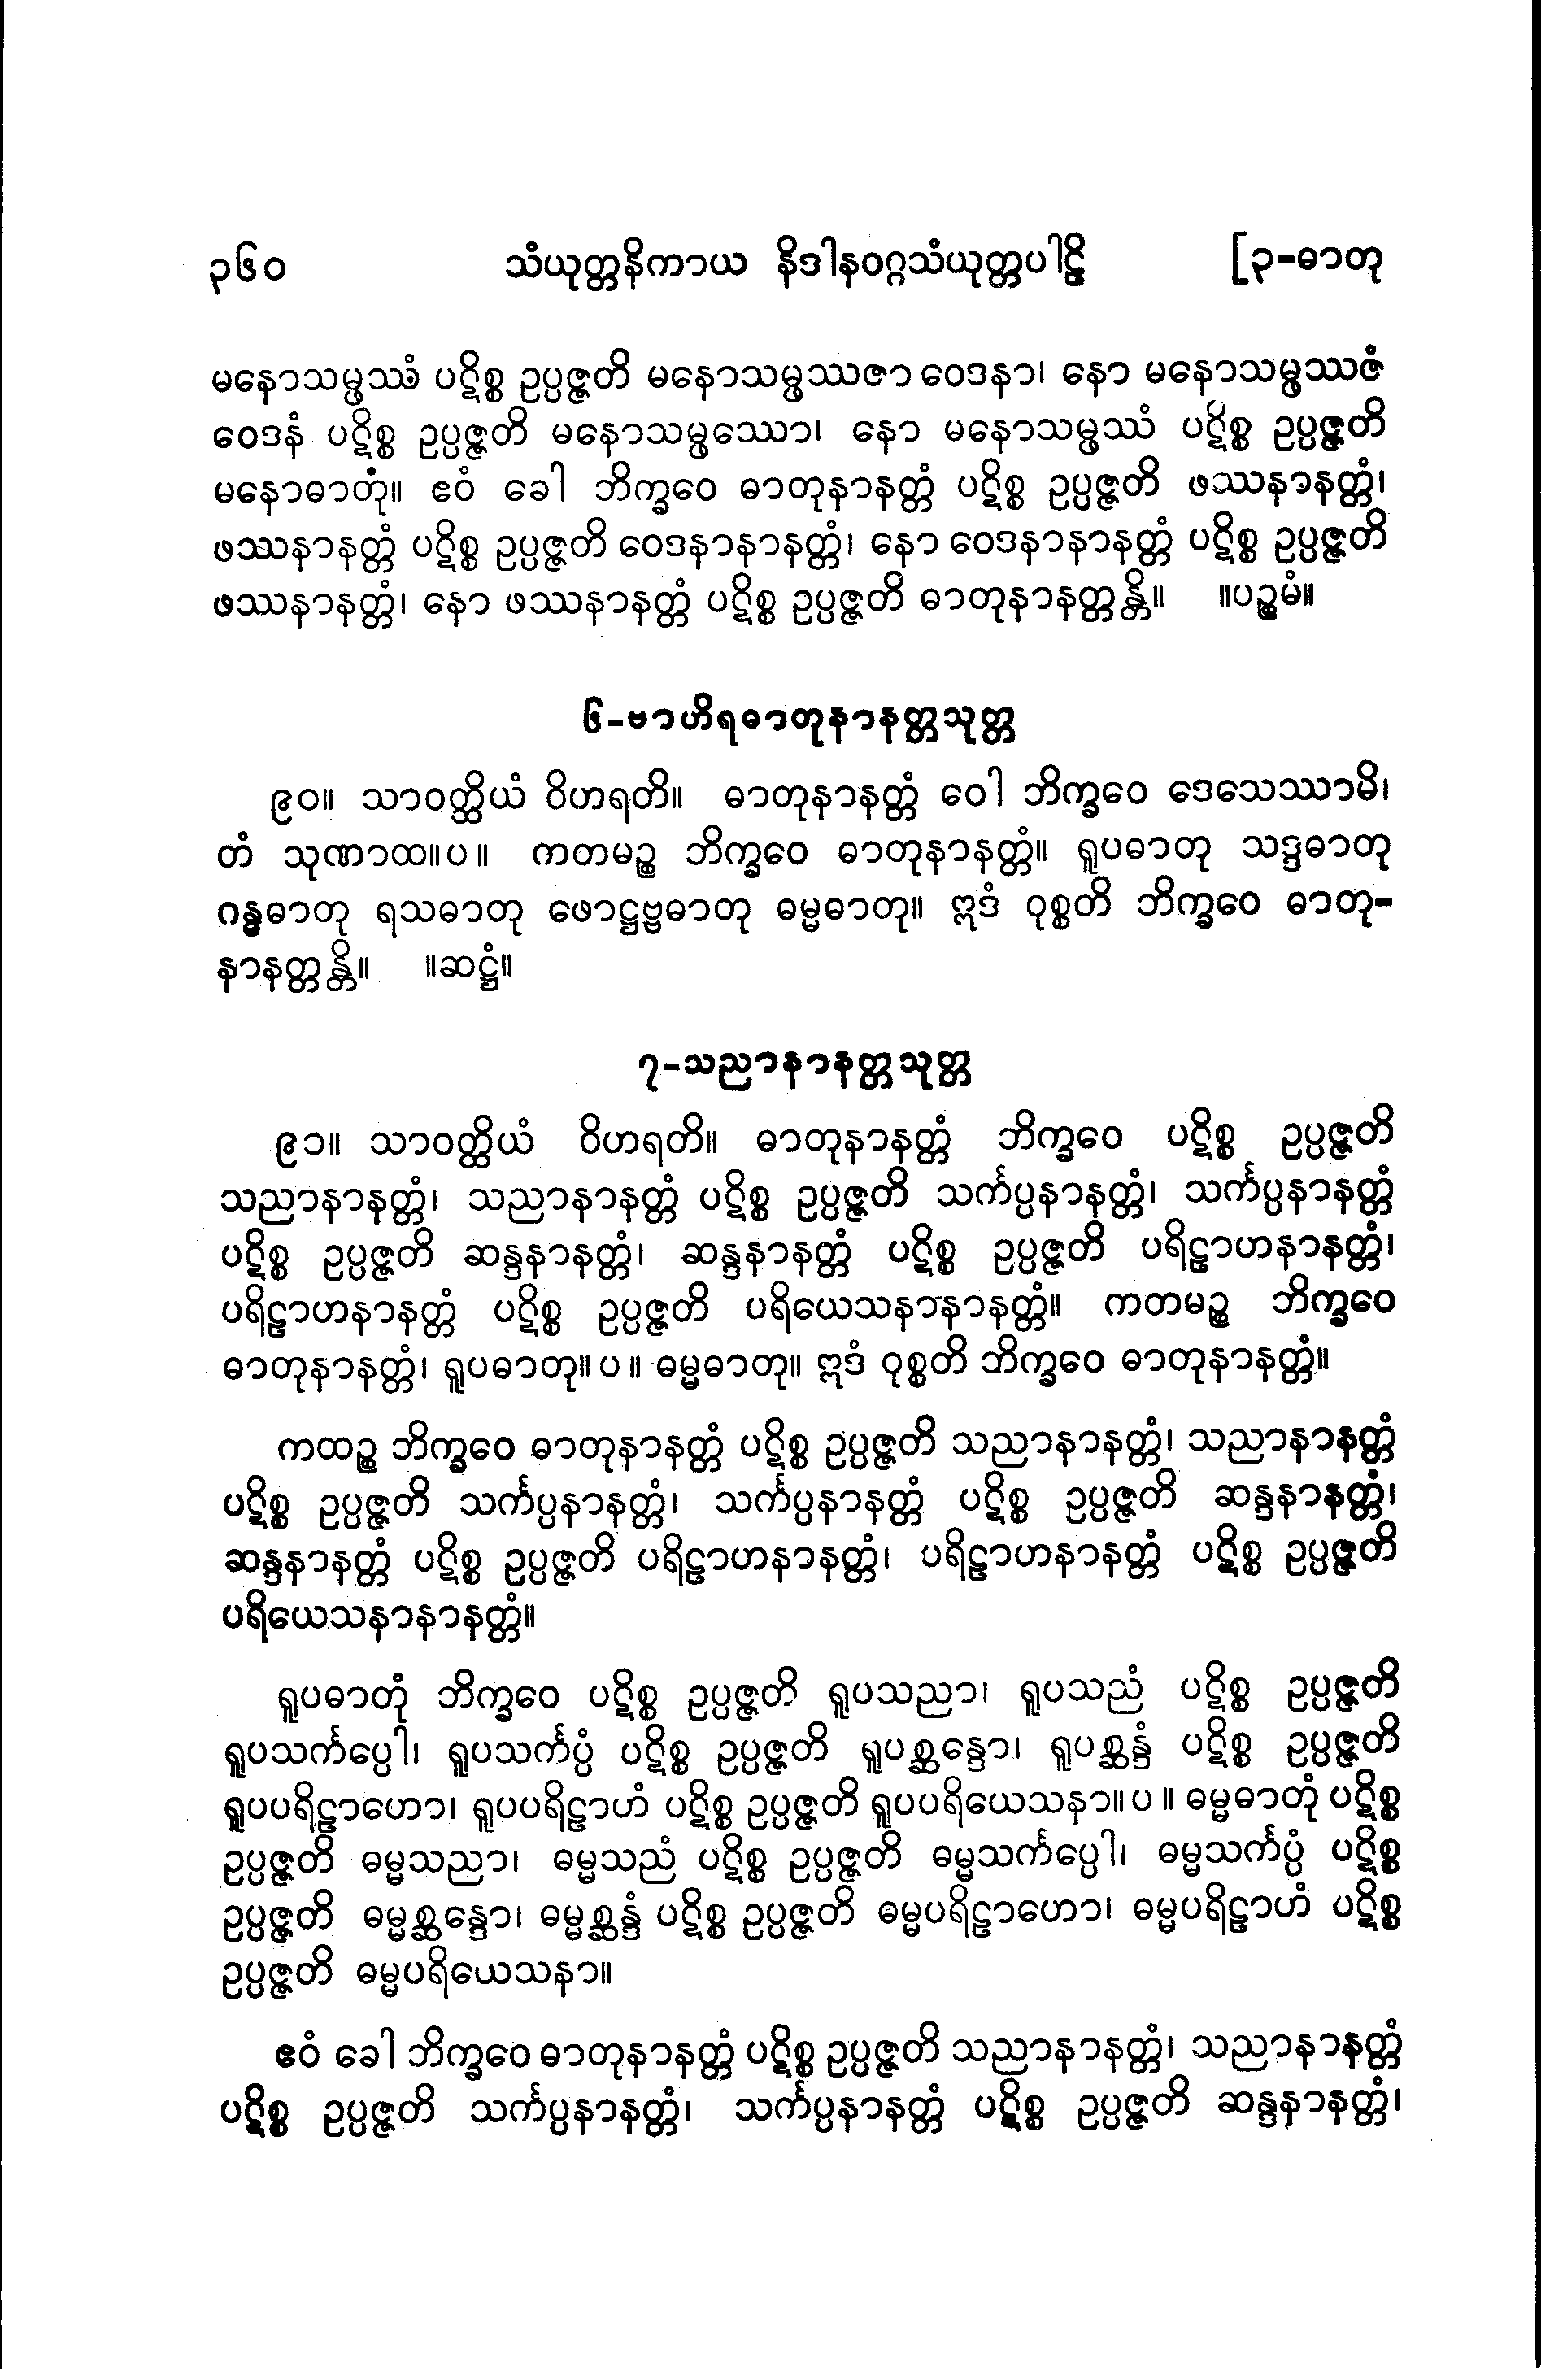 ၃၆၀ သံယုတ္တနိကာယ နိဒါနဝဂ္ဂသံယုတ္တပါဠိ [၃-ဓာတု
မနောသမ္ဖဿံ ပဋိစ္စ ဥပ္ပဇ္ဇတိ မနောသမ္ဖဿဇာ ဝေဒနာ၊ နော မနောသမ္ဖဿဇံ
ဝေဒနံ ပဋိစ္စ ဥပ္ပဇ္ဇတိ မနောသမ္ဖဿော၊ နော မနောသမ္ဖဿံ ပဋိစ္စ ဥပ္ပဇ္ဇတိ
မနောဓာတုံ။ ဧဝံ ခေါ ဘိက္ခဝေ ဓာတုနာနတ္တံ ပဋိစ္စ ဥပ္ပဇ္ဇတိ ဖဿနာနတ္တံ၊
ဖဿနာနတ္တံ ပဋိစ္စ ဥပ္ပဇ္ဇတိ ဝေဒနာနာနတ္တံ၊ နော ဝေဒနာနာနတ္တံ ပဋိစ္စ ဥပ္ပဇ္ဇတိ
ဖဿနာနတ္တံ၊ နော ဖဿနာနတ္တံ ပဋိစ္စ ဥပ္ပဇ္ဇတိ ဓာတုနာနတ္တန္တိ။ ။ပဉ္စမံ။
၆-ဗာဟိရဓာတုနာနတ္တသုတ္တ
၉၀။ သာဝတ္ထိယံ ဝိဟရတိ။ ဓာတုနာနတ္တံ ဝေါ ဘိက္ခဝေ ဒေသေဿာမိ၊
တံ သုဏာထ။ပ။ ကတမဉ္စ ဘိက္ခဝေ ဓာတုနာနတ္တံ။ ရူပဓာတု သဒ္ဒဓာတု
ဂန္ဓဓာတု ရသဓာတု ဖောဋ္ဌဗ္ဗဓာတု ဓမ္မဓာတု။ ဣဒံ ဝုစ္စတိ ဘိက္ခဝေ ဓာတု-
နာနတ္တန္တိ။ ။ဆဋ္ဌံ။
၇-သညာနာနတ္တသုတ္တ
၉၁။ သာဝတ္ထိယံ ဝိဟရတိ။ ဓာတုနာနတ္တံ ဘိက္ခဝေ ပဋိစ္စ ဥပ္ပဇ္ဇတိ
သညာနာနတ္တံ၊ သညာနာနတ္တံ ပဋိစ္စ ဥပ္ပဇ္ဇတိ သင်္ကပ္ပနာနတ္တံ၊ သင်္ကပ္ပနာနတ္တံ
ပဋိစ္စ ဥပ္ပဇ္ဇတိ ဆန္ဒနာနတ္တံ၊ ဆန္ဒနာနတ္တံ ပဋိစ္စ ဥပ္ပဇ္ဇတိ ပရိဠာဟနာနတ္တံ၊
ပရိဠာဟနာနတ္တံ ပဋိစ္စ ဥပ္ပဇ္ဇတိ ပရိယေသနာနာနတ္တံ။ ကတမဉ္စ ဘိက္ခဝေ
ဓာတုနာနတ္တံ၊ ရူပဓာတု။ပ။ ဓမ္မဓာတု။ ဣဒံ ဝုစ္စတိ ဘိက္ခဝေ ဓာတုနာနတ္တံ။
ကထဉ္စ ဘိက္ခဝေ ဓာတုနာနတ္တံ ပဋိစ္စ ဥပ္ပဇ္ဇတိ သညာနာနတ္တံ၊ သညာနာနတ္တံ
ပဋိစ္စ ဥပ္ပဇ္ဇတိ သင်္ကပ္ပနာနတ္တံ၊ သင်္ကပ္ပနာနတ္တံ ပဋိစ္စ ဥပ္ပဇ္ဇတိ ဆန္ဒနာနတ္တံ၊
ဆန္ဒနာနတ္တံ ပဋိစ္စ ဥပ္ပဇ္ဇတိ ပရိဠာဟနာနတ္တံ၊ ပရိဠာဟနာနတ္တံ ပဋိစ္စ ဥပ္ပဇ္ဇတိ
ပရိယေသနာနာနတ္တံ။
ရူပဓာတုံ ဘိက္ခဝေ ပဋိစ္စ ဥပ္ပဇ္ဇတိ ရူပသညာ၊ ရူပသညံ ပဋိစ္စ ဥပ္ပဇ္ဇတိ
ရူပသင်္ကပ္ပေါ၊ ရူပသင်္ကပ္ပံ ပဋိစ္စ ဥပ္ပဇ္ဇတိ ရူပစ္ဆန္ဒော၊ ရူပစ္ဆန္ဒံ ပဋိစ္စ ဥပ္ပဇ္ဇတိ
ရူပပရိဠာဟော၊ ရူပပရိဠာဟံ ပဋိစ္စ ဥပ္ပဇ္ဇတိ ရူပပရိယေသနာ။ပ။ ဓမ္မဓာတုံ ပဋိစ္စ
ဥပ္ပဇ္ဇတိ ဓမ္မသညာ၊ ဓမ္မသညံ ပဋိစ္စ ဥပ္ပဇ္ဇတိ ဓမ္မသင်္ကပ္ပေါ၊ ဓမ္မသင်္ကပ္ပံ ပဋိစ္စ
ဥပ္ပဇ္ဇတိ ဓမ္မစ္ဆန္ဒော၊ ဓမ္မစ္ဆန္ဒံ ပဋိစ္စ ဥပ္ပဇ္ဇတိ ဓမ္မပရိဠာဟော၊ ဓမ္မပရိဠာဟံ ပဋိစ္စ
ဥပ္ပဇ္ဇတိ ဓမ္မပရိယေသနာ။
ဧဝံ ခေါ ဘိက္ခဝေ ဓာတုနာနတ္တံ ပဋိစ္စ ဥပ္ပဇ္ဇတိ သညာနာနတ္တံ၊ သညာနာနတ္တံ
ပဋိစ္စ ဥပ္ပဇ္ဇတိ သင်္ကပ္ပနာနတ္တံ၊ သင်္ကပ္ပနာနတ္တံ ပဋိစ္စ ဥပ္ပဇ္ဇတိ ဆန္ဒနာနတ္တံ၊